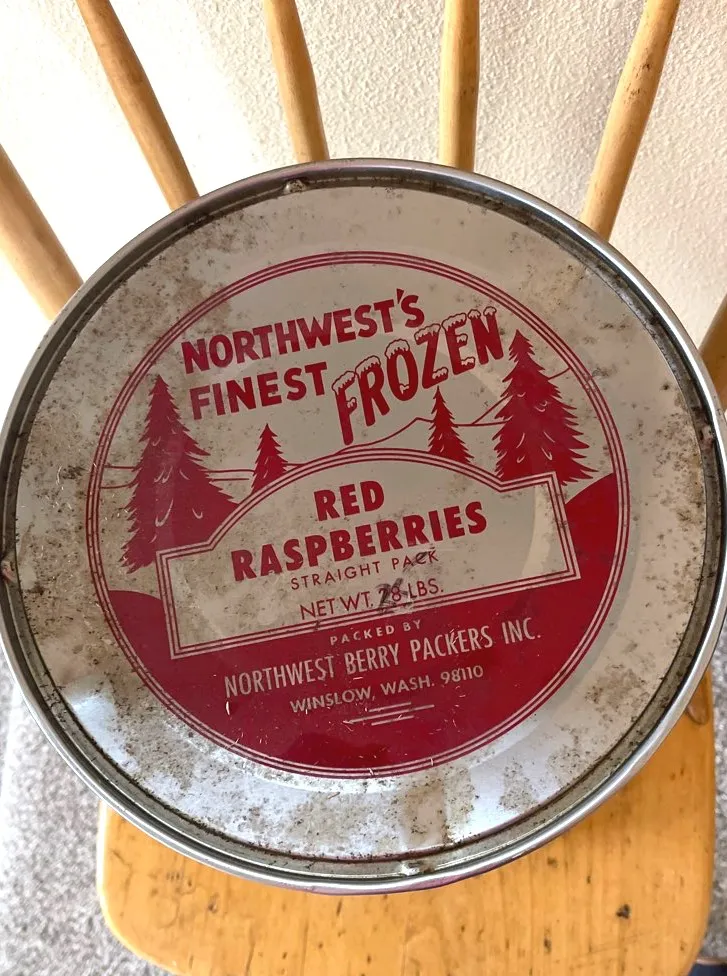 NORTHWEST'S
FINEST FROZEN
RED
RASPBERRIES
STRAIGHT PACK
NET WT. 28 LBS.
PACKED BY
NORTHWEST BERRY PACKERS INC.
WINSLOW, WASH. 98110